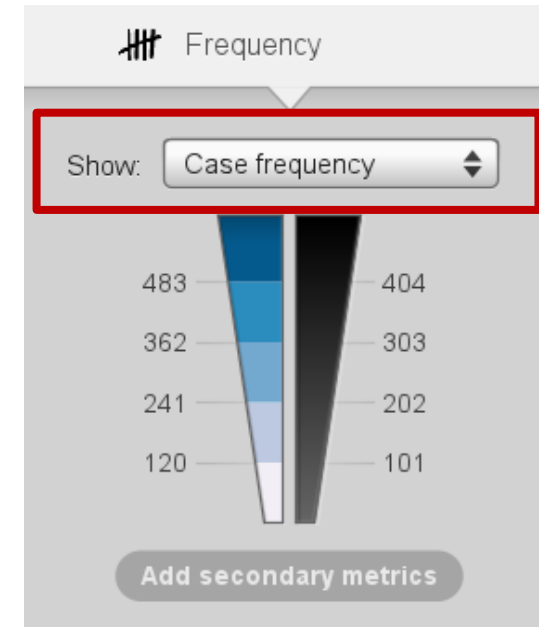 Frequency
Show: Case frequency
483 404
362 303
241 202
120 101
Add secondary metrics